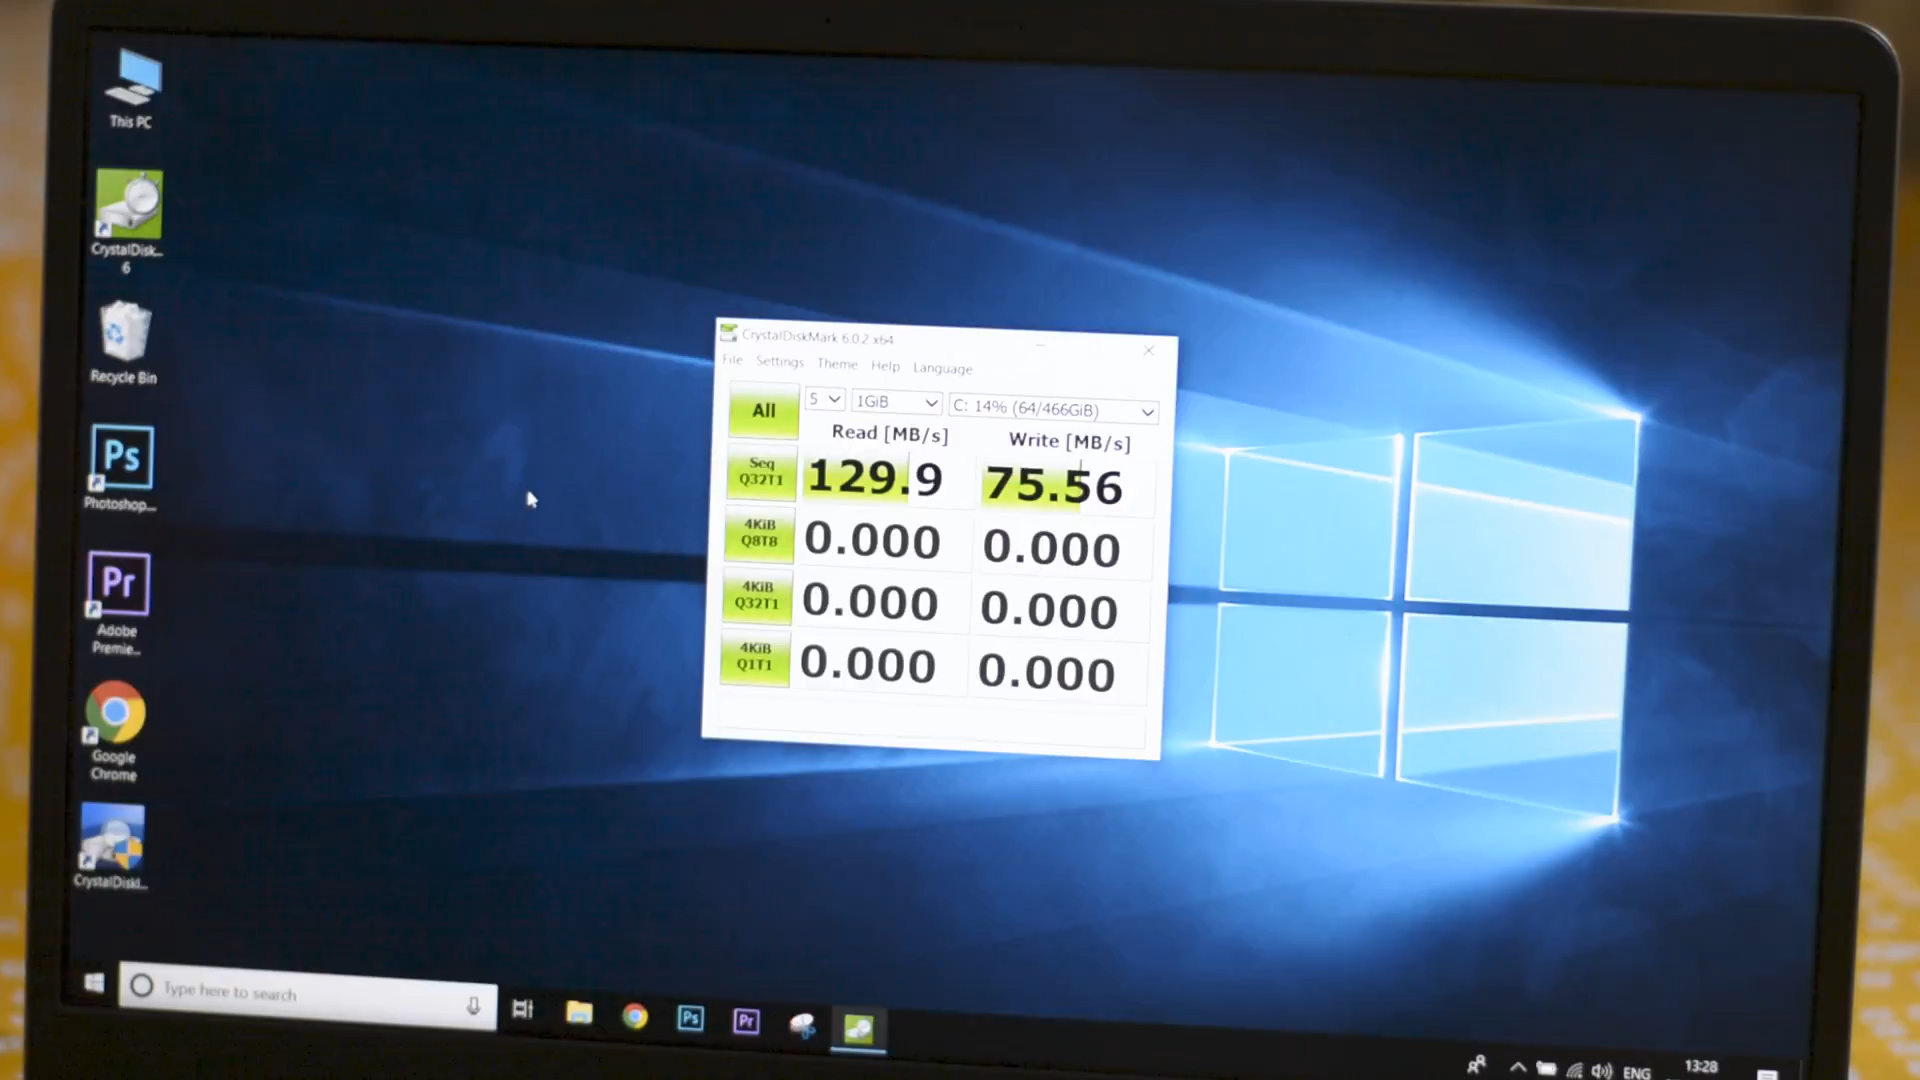 This PC
CrystalDisk...
6
Recycle Bin
Ps
Photoshop...
Pr
Adobe
Premie...
Google
Chrome
CrystalDiskI...
CrystalDiskMark 6.0.2 x64
File Settings Theme Help Language
All 5 1GiB C: 14% (64/466GiB)
Read [MB/s] Write [MB/s]
Seq
Q32T1
129.9 75.56
4KiB
Q8T8
0.000 0.000
4KiB
Q32T1
0.000 0.000
4KiB
Q1T1
0.000 0.000
Type here to search
Ps Pr
ENG 13:28